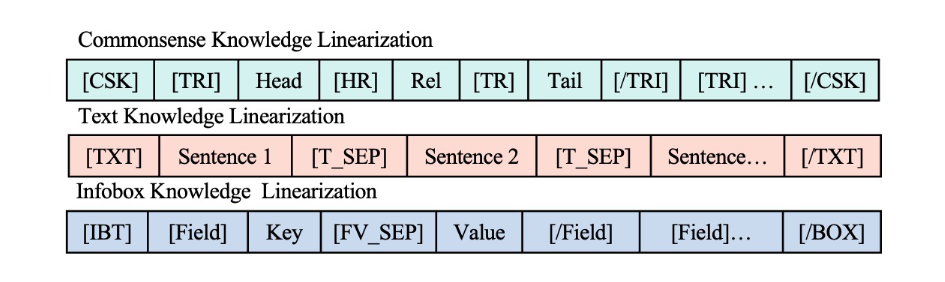 Commonsense Knowledge Linearization
[CSK] [TRI] Head [HR] Rel [TR] Tail [/TRI] [TRI] … [/CSK]
Text Knowledge Linearization
[TXT] Sentence 1 [T_SEP] Sentence 2 [T_SEP] Sentence… [/TXT]
Infobox Knowledge Linearization
[IBT] [Field] Key [FV_SEP] Value [/Field] [Field]… [/BOX]